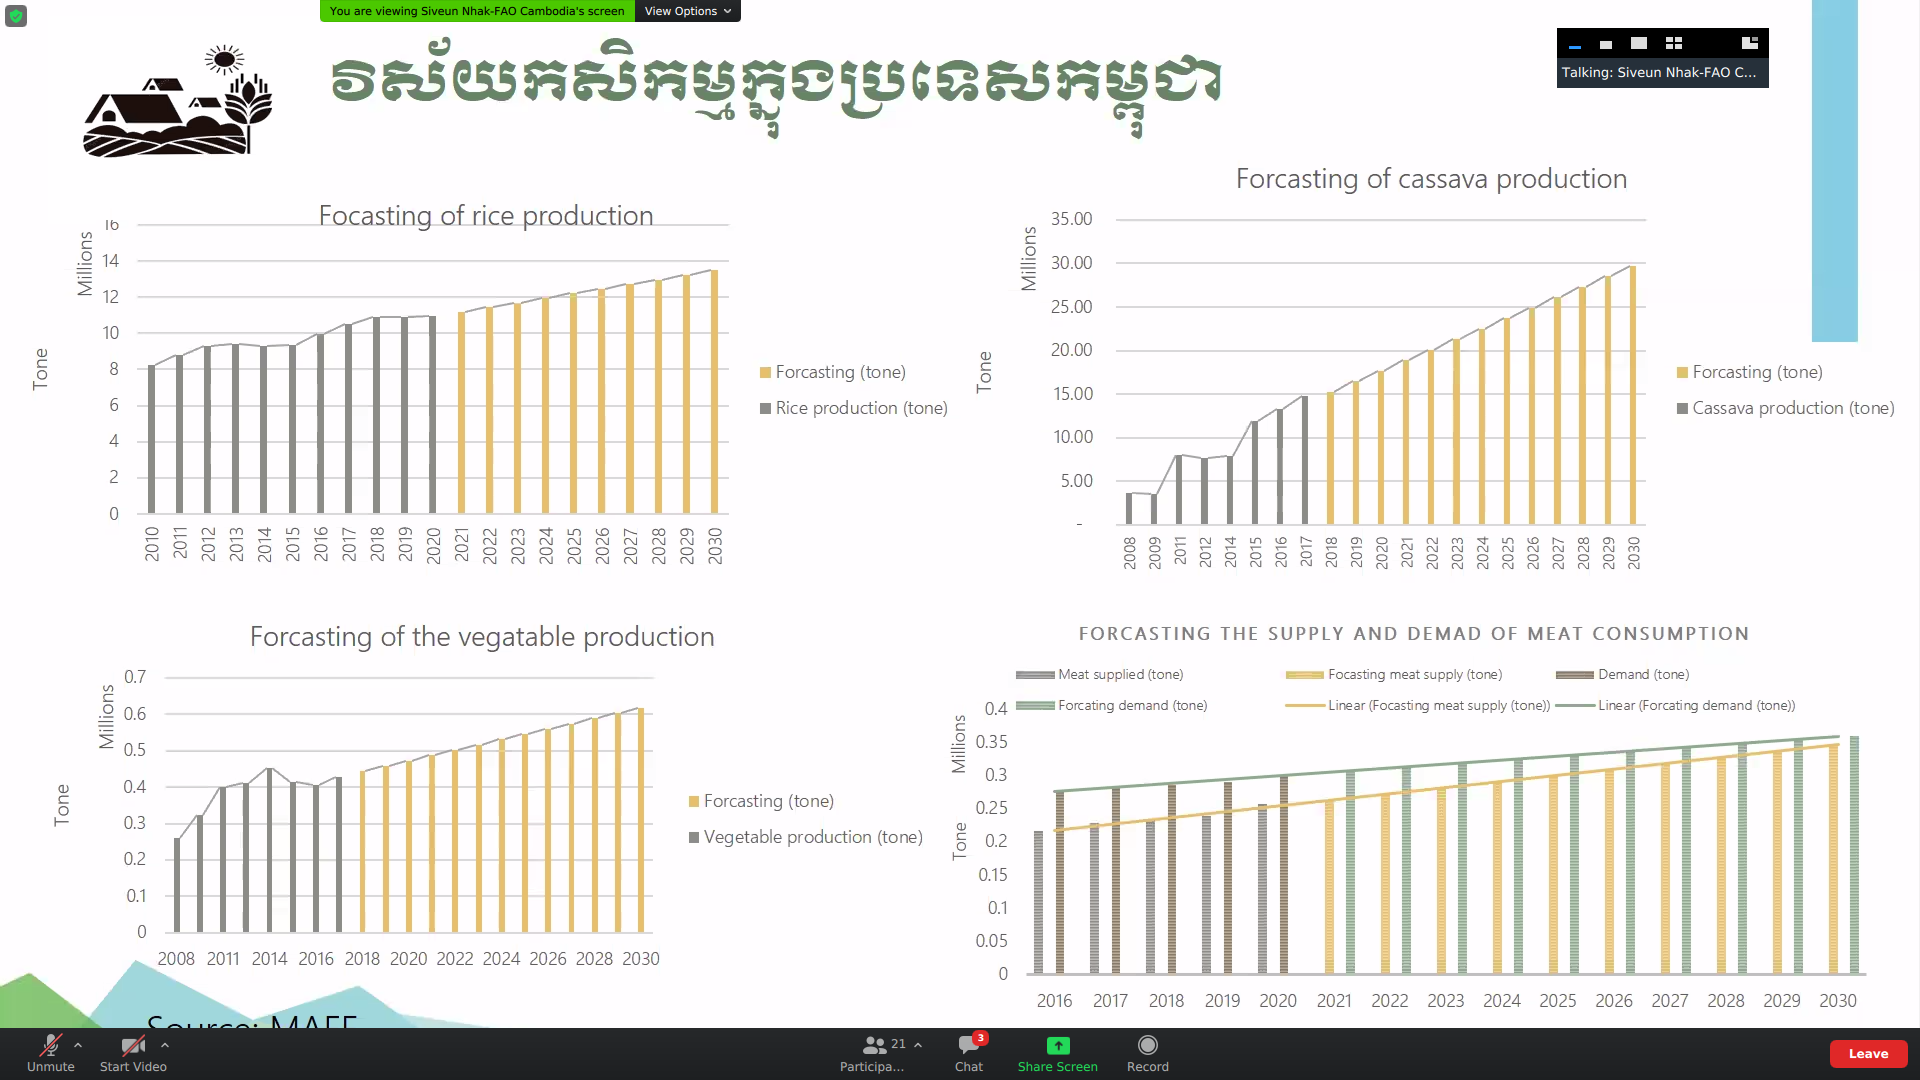 You are viewing Siveun Nhak-FAO Cambodia's screen
View Options
Talking: Siveun Nhak-FAO C...
វិស័យកសិកម្មក្នុងប្រទេសកម្ពុជា
Focasting of rice production
Millions
Tone
16
14
12
10
8
6
4
2
0
2010 2011 2012 2013 2014 2015 2016 2017 2018 2019 2020 2021 2022 2023 2024 2025 2026 2027 2028 2029 2030
Forcasting (tone)
Rice production (tone)
Forcasting of cassava production
Millions
Tone
35.00
30.00
25.00
20.00
15.00
10.00
5.00
-
2008 2009 2011 2012 2014 2015 2016 2017 2018 2019 2020 2021 2022 2023 2024 2025 2026 2027 2028 2029 2030
Forcasting (tone)
Cassava production (tone)
Forcasting of the vegatable production
Millions
Tone
0.7
0.6
0.5
0.4
0.3
0.2
0.1
0
2008 2011 2014 2016 2018 2020 2022 2024 2026 2028 2030
Forcasting (tone)
Vegetable production (tone)
FORCASTING THE SUPPLY AND DEMAD OF MEAT CONSUMPTION
Meat supplied (tone) Focasting meat supply (tone) Demand (tone)
Forcating demand (tone) Linear (Focasting meat supply (tone)) Linear (Forcating demand (tone))
Millions
Tone
0.4
0.35
0.3
0.25
0.2
0.15
0.1
0.05
0
2016 2017 2018 2019 2020 2021 2022 2023 2024 2025 2026 2027 2028 2029 2030
Source: MAFF
Unmute
Start Video
21
Participa...
3
Chat
Share Screen
Record
Leave